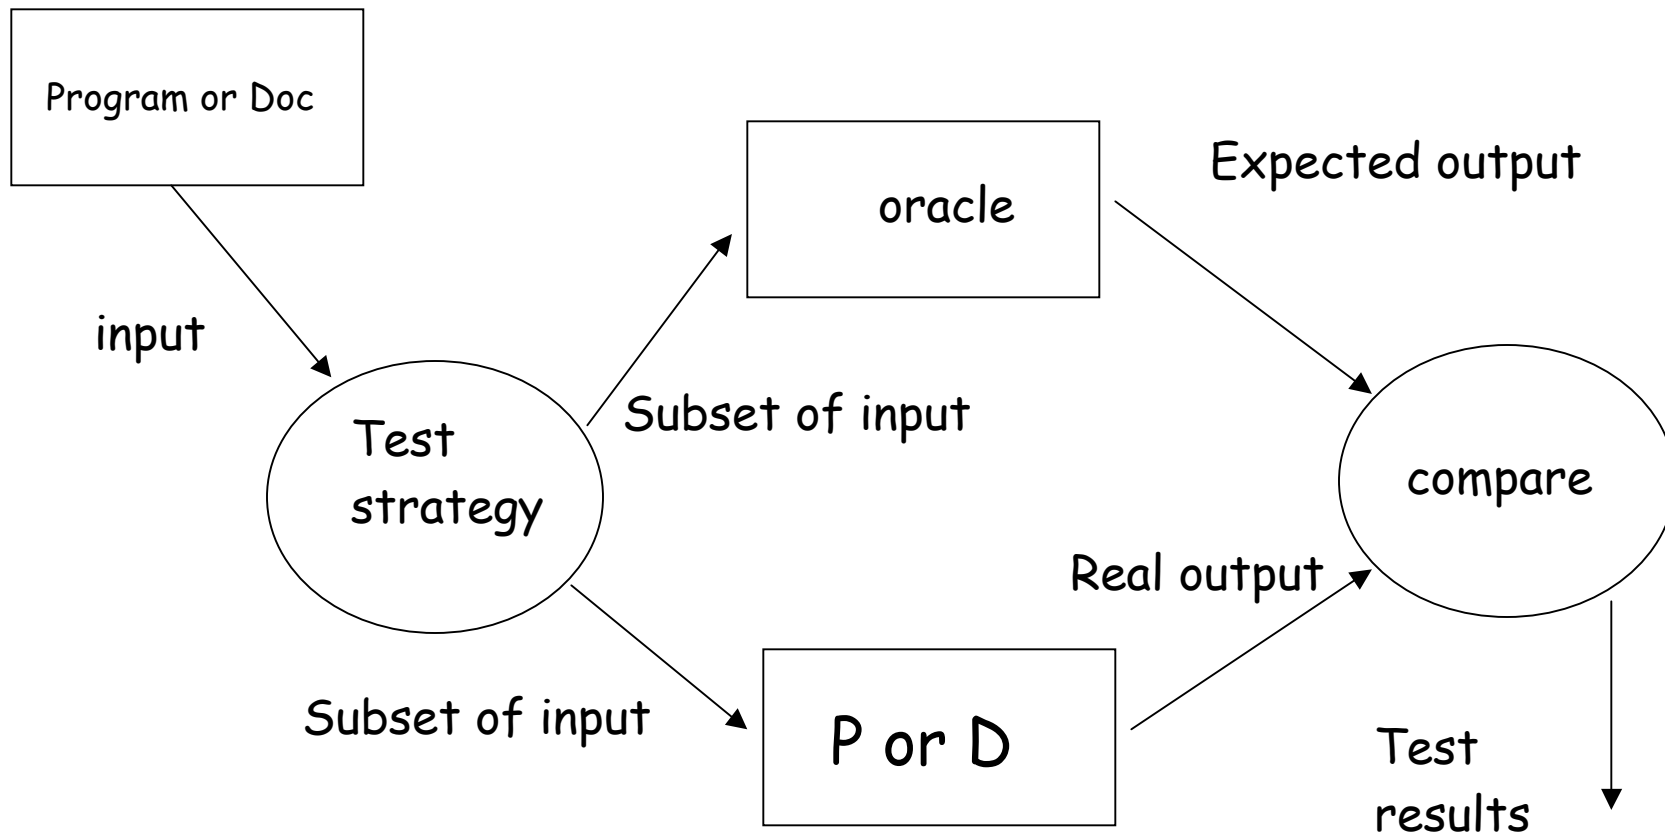 Program or Doc
oracle
Expected output
input
Subset of input
Test
strategy
compare
Real output
Subset of input
P or D
Test
results